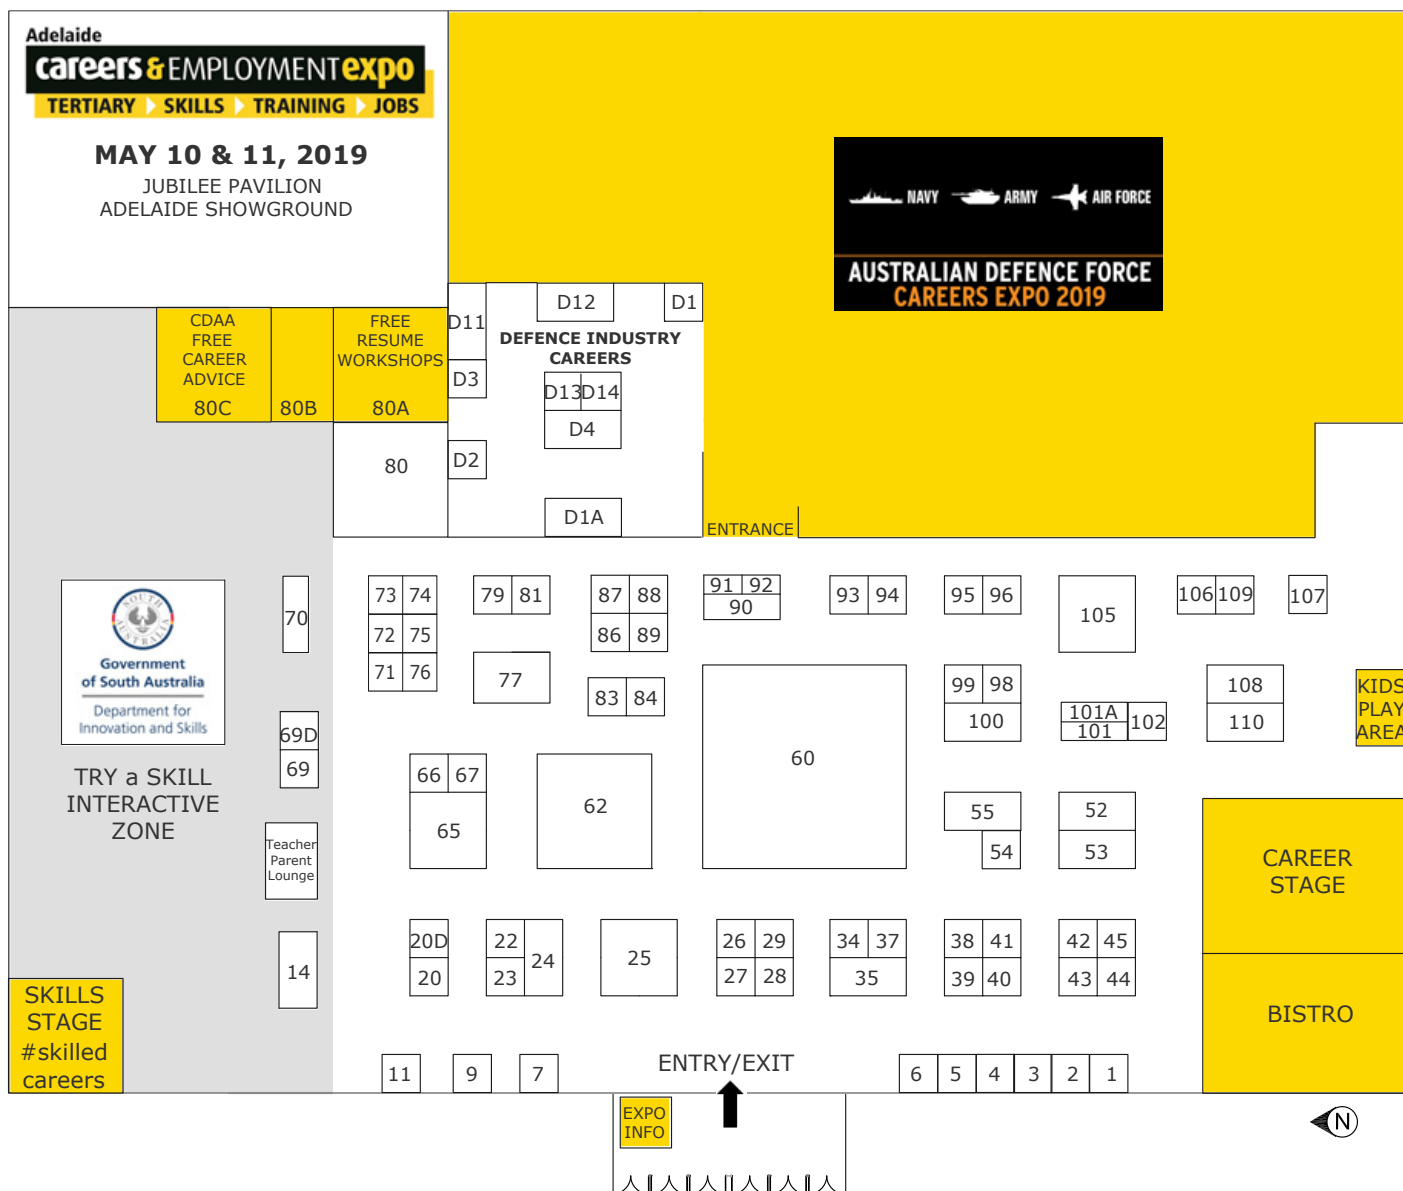 Adelaide
careers & EMPLOYMENT expo
TERTIARY SKILLS TRAINING JOBS
MAY 10 & 11, 2019
JUBILEE PAVILION
ADELAIDE SHOWGROUND
NAVY ARMY AIR FORCE
AUSTRALIAN DEFENCE FORCE
CAREERS EXPO 2019
CDAA
FREE
CAREER
ADVICE
80C
80B
FREE
RESUME
WORKSHOPS
80A
80
D11
D12
D1
DEFENCE INDUSTRY
CAREERS
D3
D13 D14
D4
D2
D1A
ENTRANCE
SOUTH
AUSTRALIA
Government
of South Australia
Department for
Innovation and Skills
TRY a SKILL
INTERACTIVE
ZONE
70
69D
69
Teacher
Parent
Lounge
14
SKILLS
STAGE
#skilled
careers
73 74
72 75
71 76
79 81
77
87 88
86 89
83 84
91 92
90
93 94
95 96
105
106 109
107
99 98
100
101A
101
102
108
110
KIDS
PLAY
AREA
66 67
65
62
60
55
54
52
53
CAREER
STAGE
BISTRO
20D
20
22
23
24
25
26 29
27 28
34 37
35
38 41
39 40
42 45
43 44
11
9
7
ENTRY/EXIT
6 5 4 3 2 1
EXPO
INFO
N